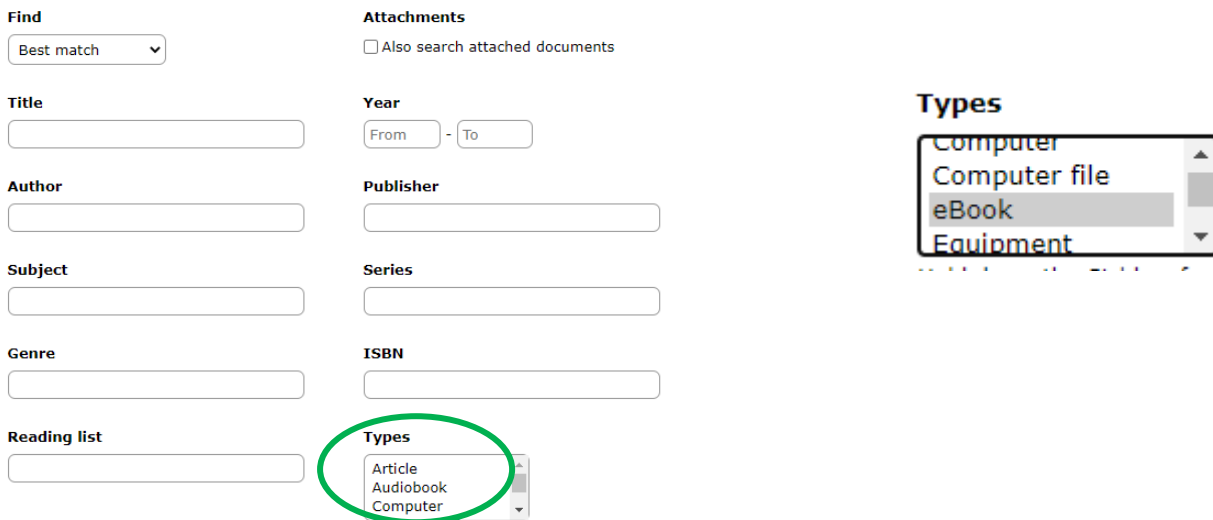 Find
Best match
Attachments
Also search attached documents
Title
Year
From - To
Author
Publisher
Subject
Series
Genre
ISBN
Reading list
Types
Article
Audiobook
Computer
Types
Computer
Computer file
eBook
Equipment